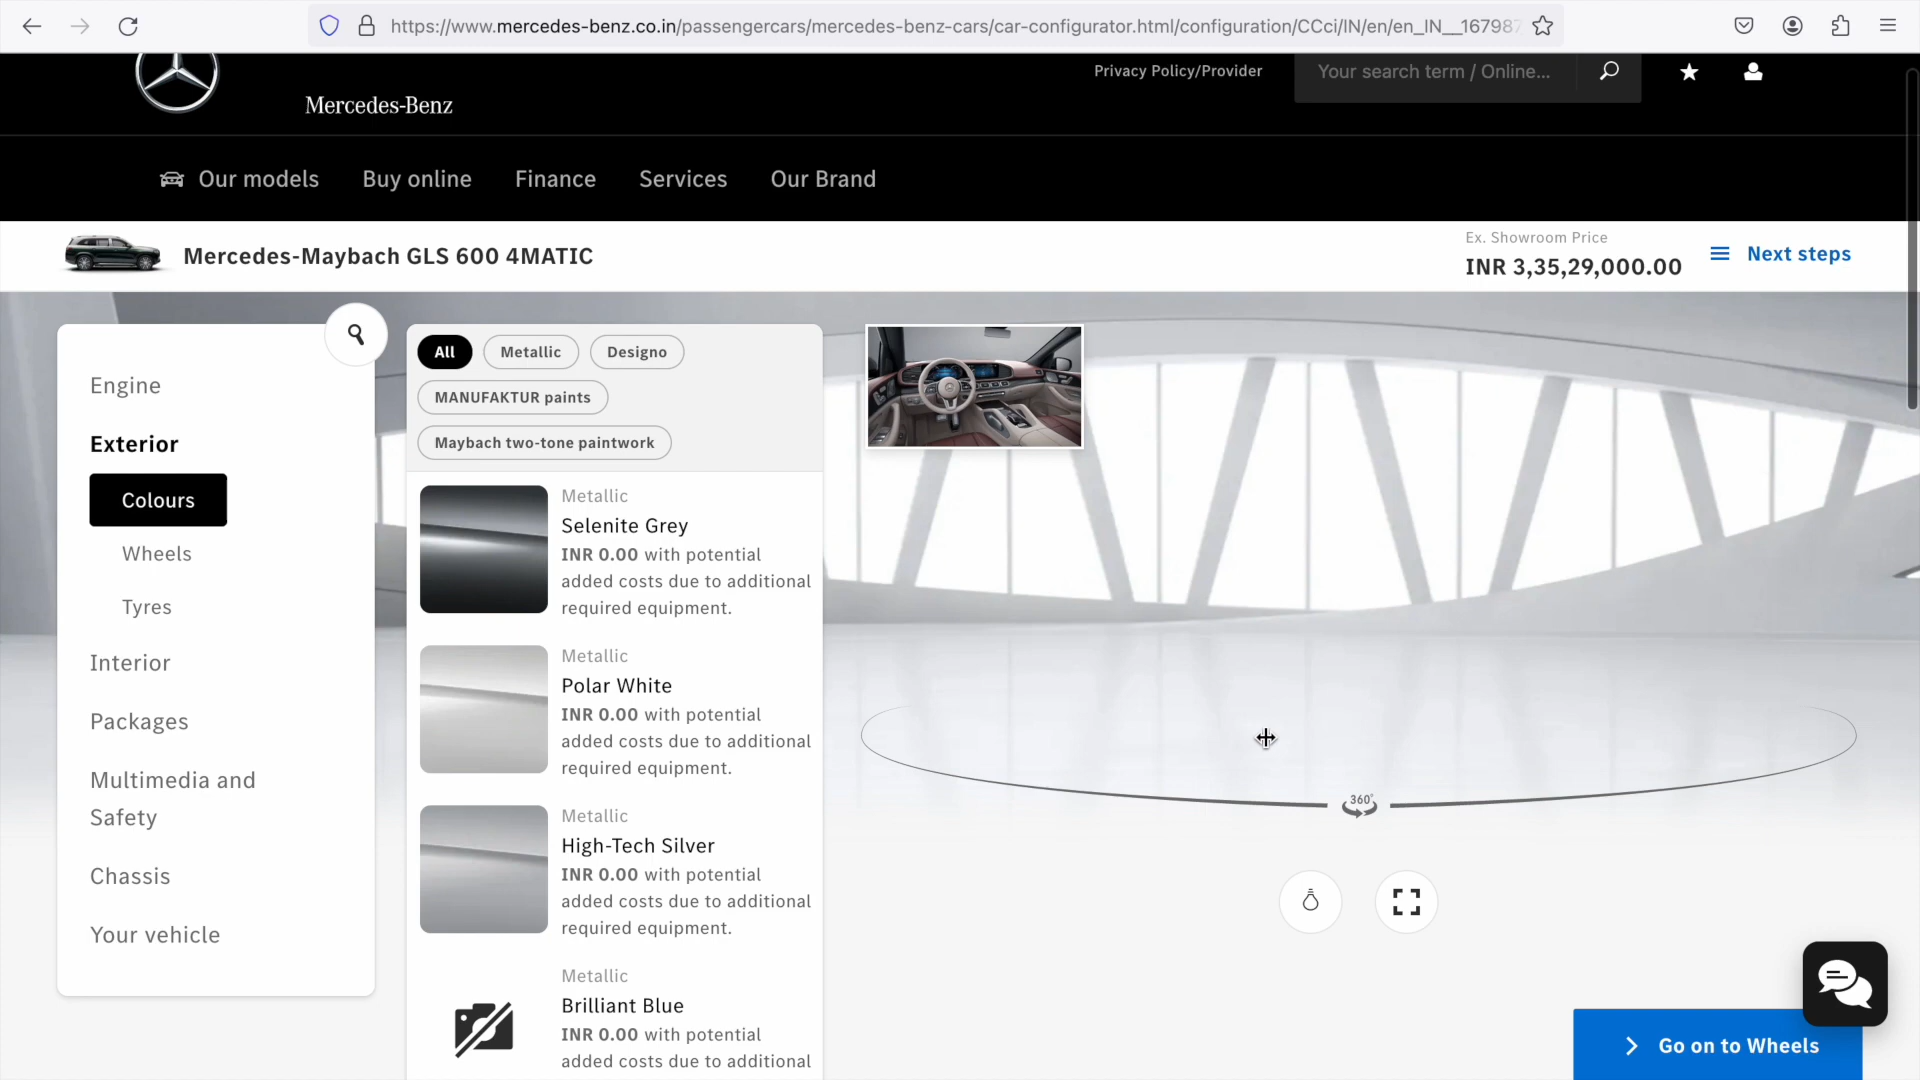 https://www.mercedes-benz.co.in/passengercars/mercedes-benz-cars/car-configurator.html/configuration/CCci/IN/en/en_IN__167987
Mercedes-Benz
Privacy Policy/Provider
Your search term / Online...
Our models
Buy online
Finance
Services
Our Brand
Mercedes-Maybach GLS 600 4MATIC
Ex. Showroom Price
INR 3,35,29,000.00
Next steps
Engine
Exterior
Colours
Wheels
Tyres
Interior
Packages
Multimedia and
Safety
Chassis
Your vehicle
All
Metallic
Designo
MANUFAKTUR paints
Maybach two-tone paintwork
Metallic
Selenite Grey
INR 0.00 with potential
added costs due to additional
required equipment.
Metallic
Polar White
INR 0.00 with potential
added costs due to additional
required equipment.
Metallic
High-Tech Silver
INR 0.00 with potential
added costs due to additional
required equipment.
Metallic
Brilliant Blue
INR 0.00 with potential
added costs due to additional
360°
Go on to Wheels